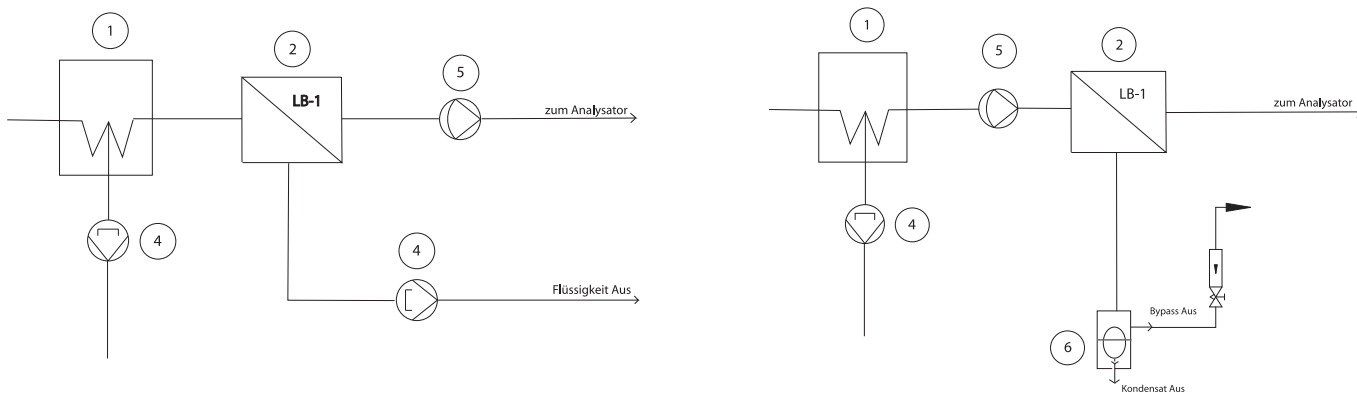 1
2
LB-1
5
zum Analysator
4
4
Flüssigkeit Aus
1
5
2
LB-1
zum Analysator
4
Bypass Aus
6
Kondensat Aus